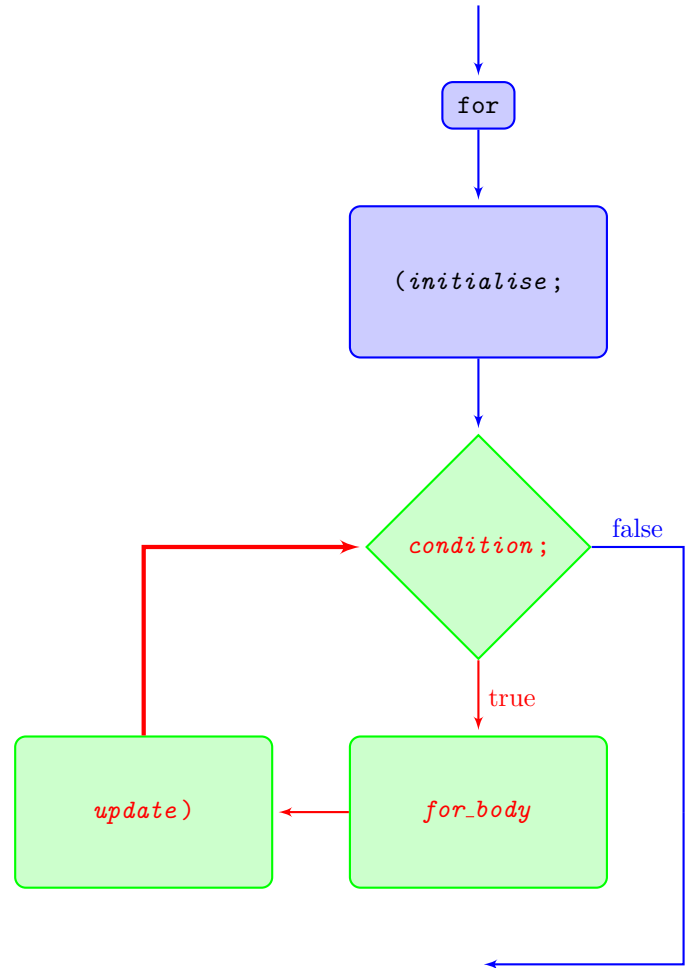 for
(initialise;
condition;
false
true
update)
for_body